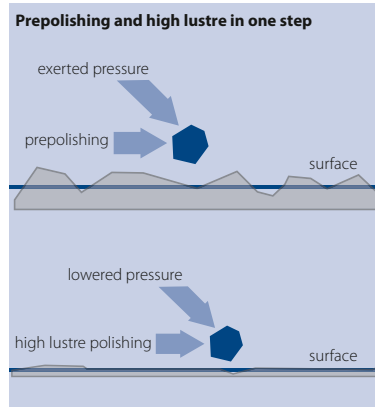 Prepolishing and high lustre in one step
exerted pressure
prepolishing
surface
lowered pressure
high lustre polishing
surface